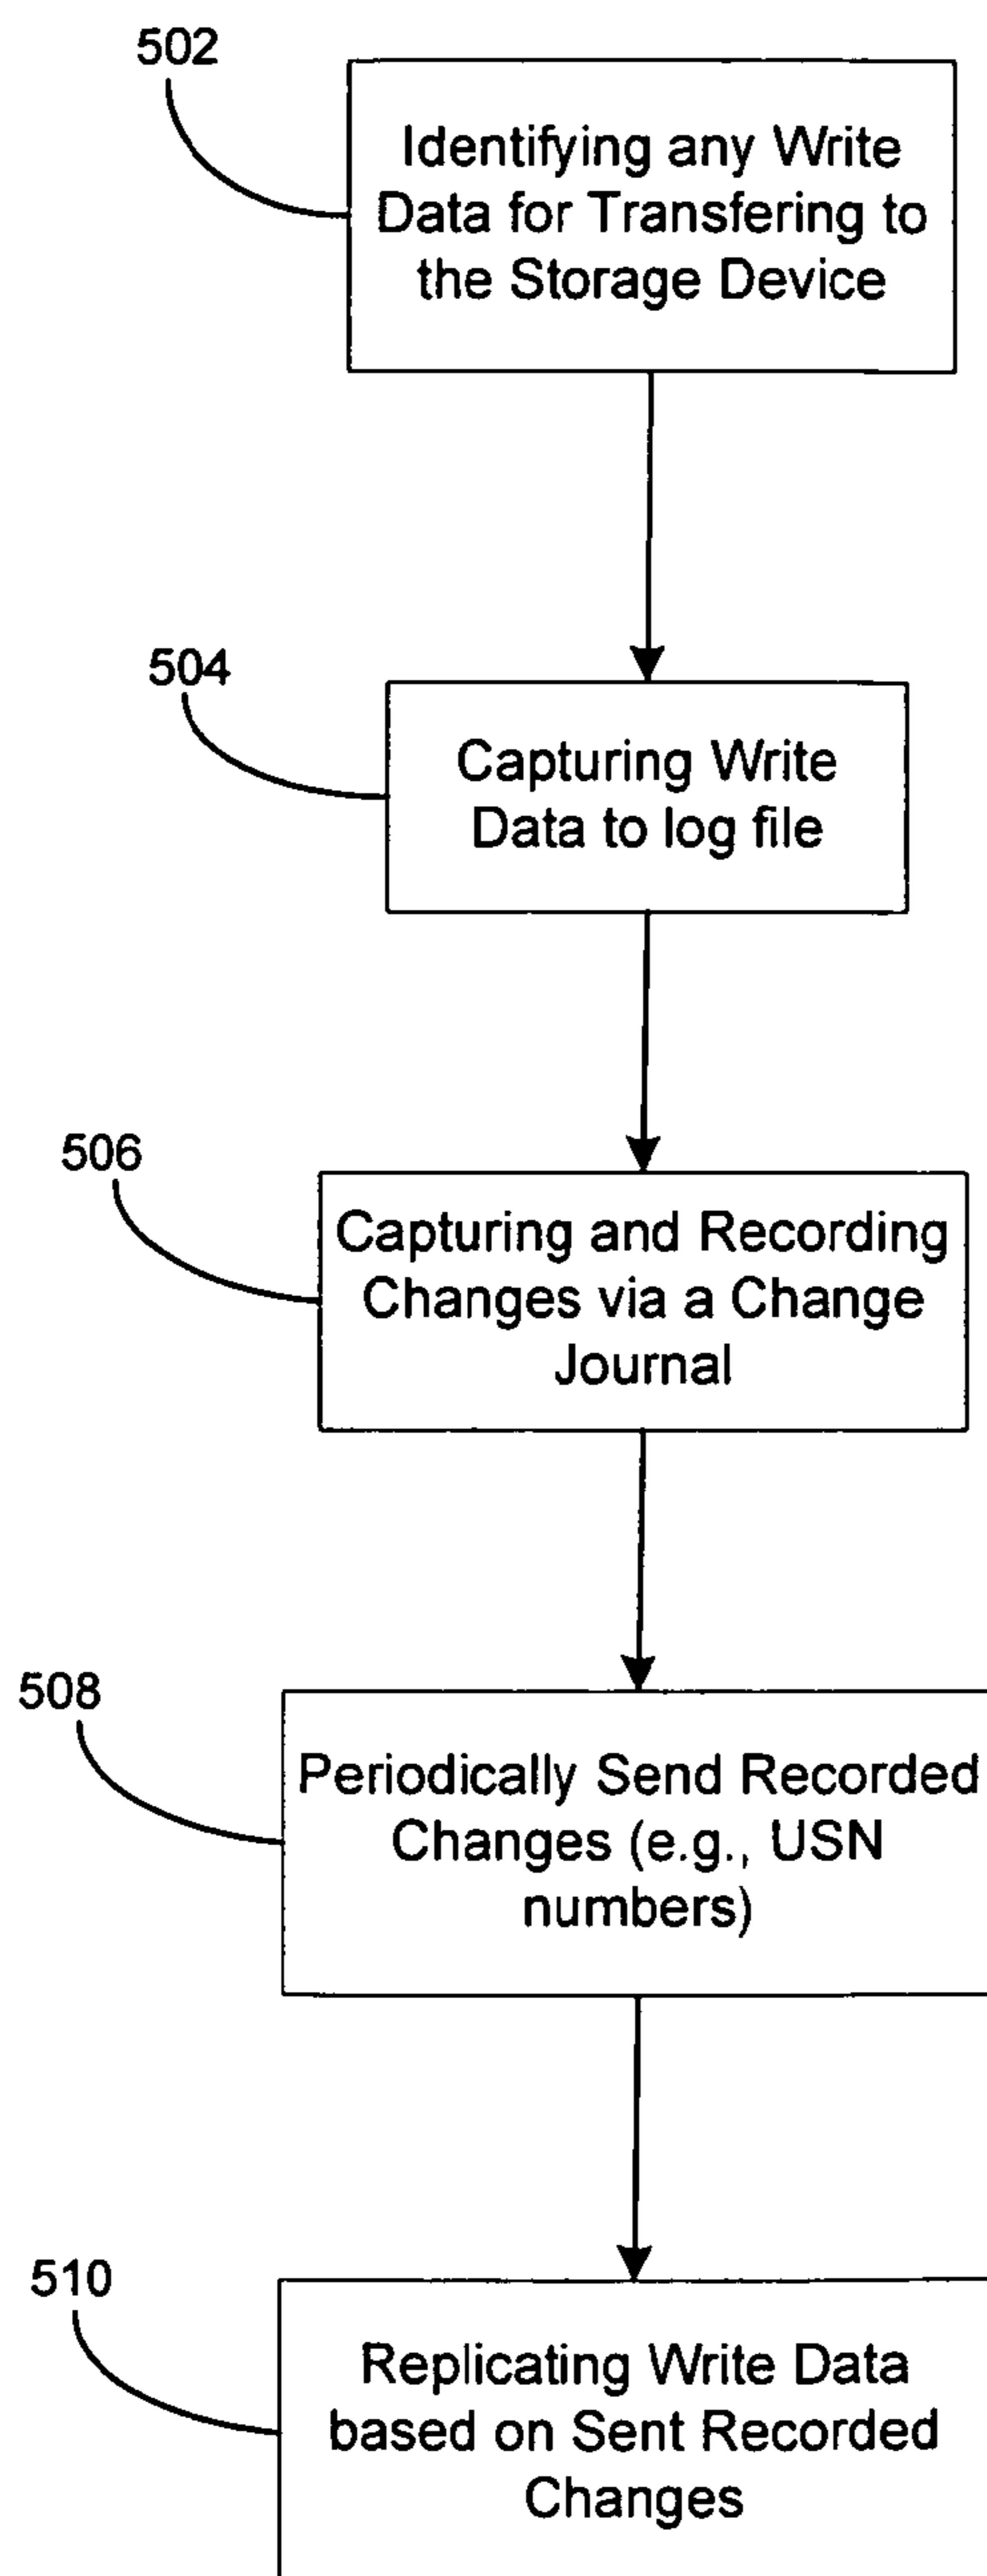 502
Identifying any Write
Data for Transfering to
the Storage Device
504
Capturing Write
Data to log file
506
Capturing and Recording
Changes via a Change
Journal
508
Periodically Send Recorded
Changes (e.g., USN
numbers)
510
Replicating Write Data
based on Sent Recorded
Changes